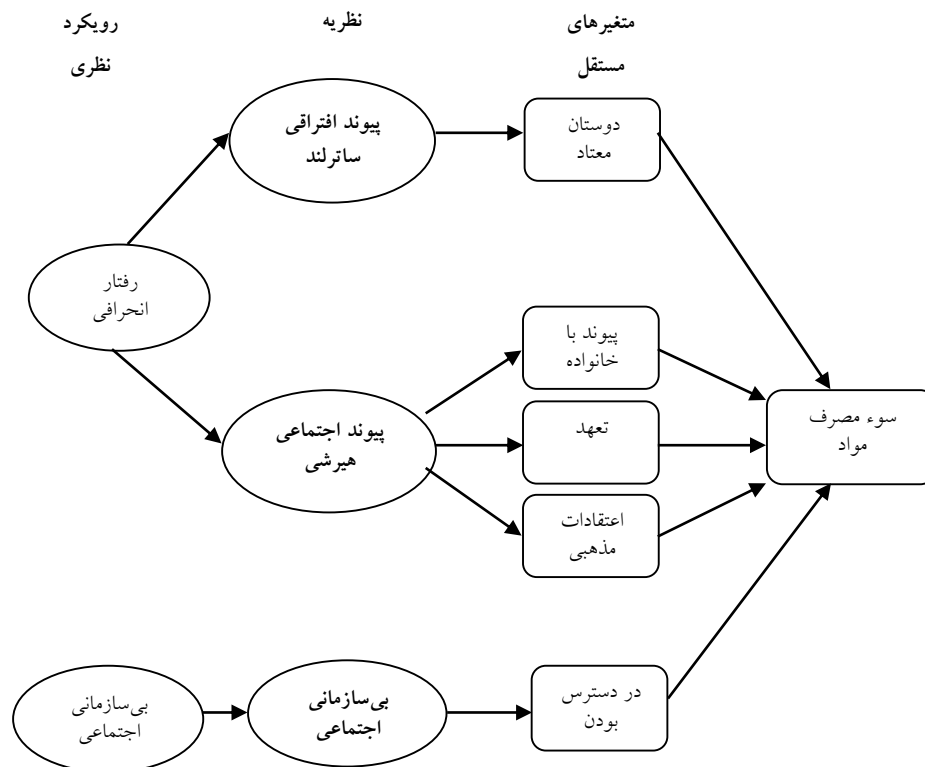 متغیرهای
مستقل
نظریه
رویکرد
نظری
دوستان
معتاد
پیوند افتراقی
ساترلند
رفتار
انحرافی
پیوند با
خانواده
تعهد
اعتقادات
مذهبی
پیوند اجتماعی
هیرشی
سوء مصرف
مواد
در دسترس
بودن
بی‌سازمانی
اجتماعی
بی‌سازمانی
اجتماعی